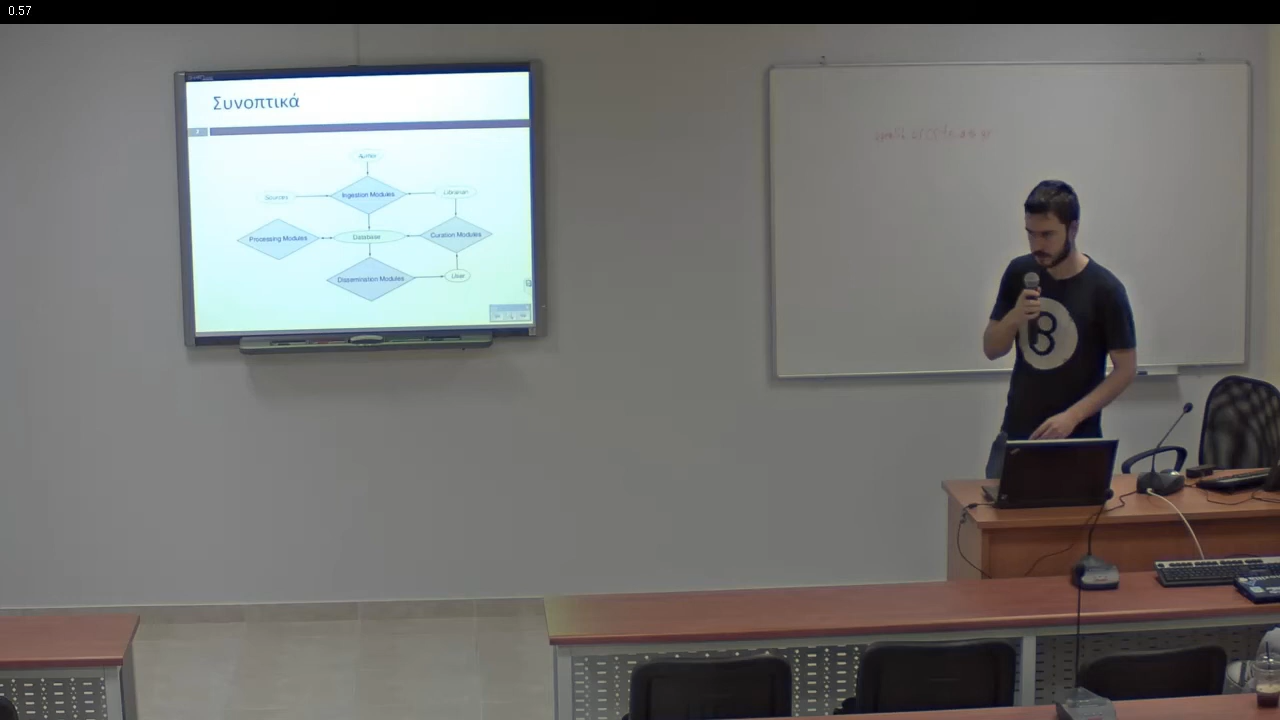 0.57
Συνοπτικά
Author
Sources
Ingestion Modules
Librarian
Processing Modules
Database
Curation Modules
Dissemination Modules
User
B